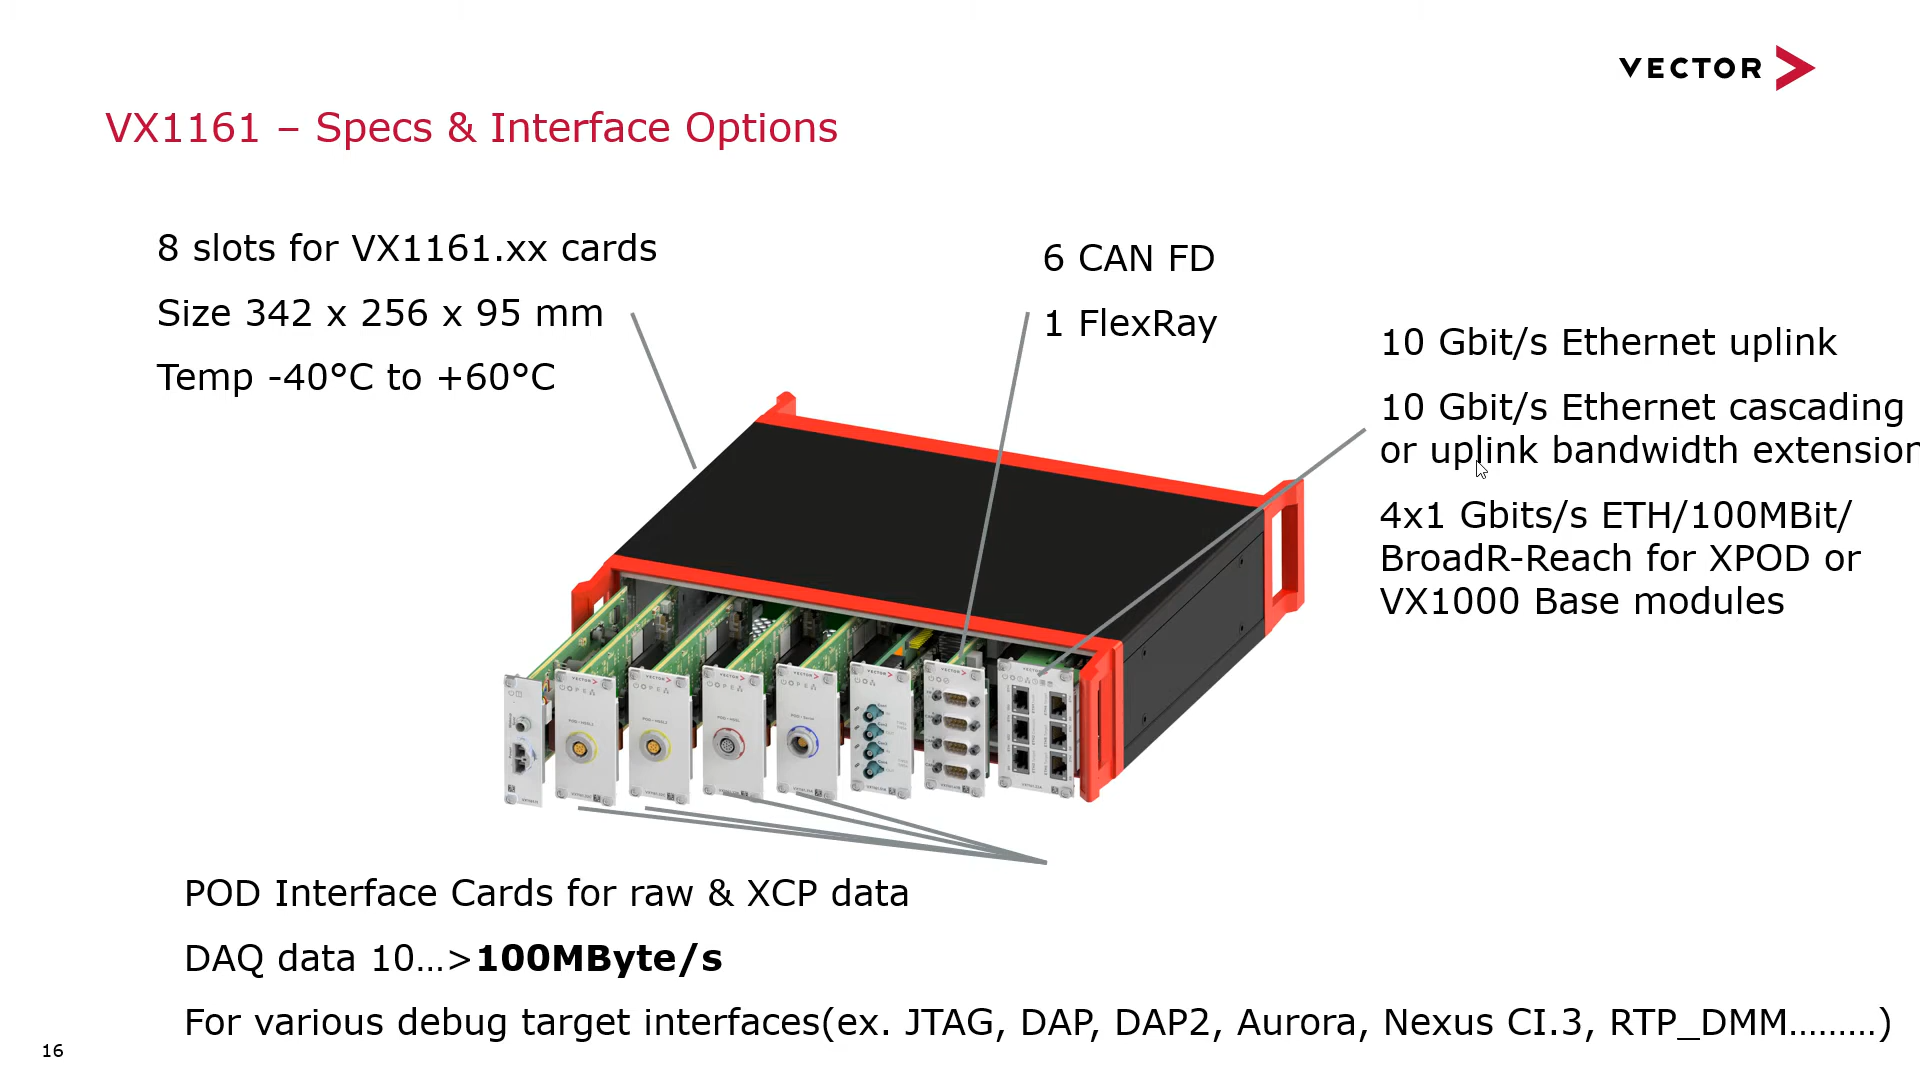 VECTOR
VX1161 – Specs & Interface Options
8 slots for VX1161.xx cards
Size 342 x 256 x 95 mm
Temp -40°C to +60°C
6 CAN FD
1 FlexRay
10 Gbit/s Ethernet uplink
10 Gbit/s Ethernet cascading
or uplink bandwidth extension
4x1 Gbits/s ETH/100MBit/
BroadR-Reach for XPOD or
VX1000 Base modules
POD Interface Cards for raw & XCP data
DAQ data 10…>100MByte/s
For various debug target interfaces(ex. JTAG, DAP, DAP2, Aurora, Nexus CI.3, RTP_DMM………)
16